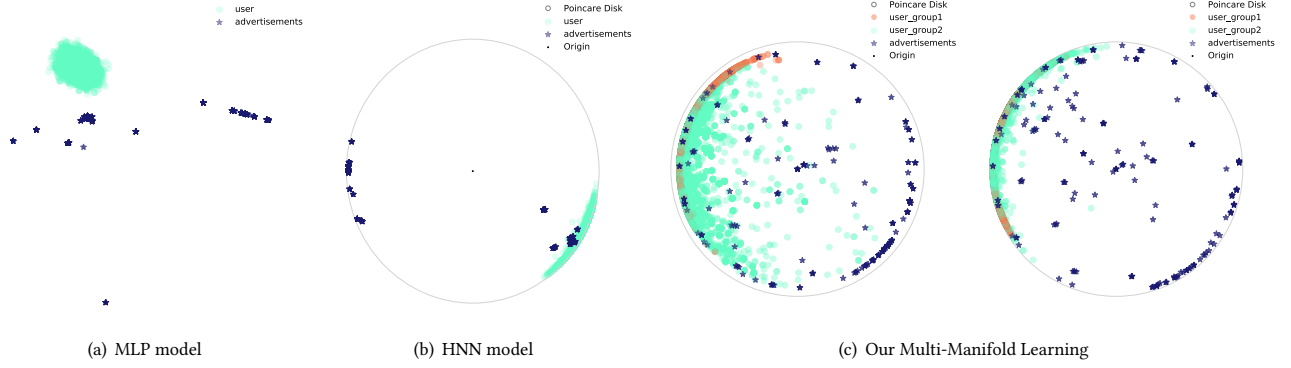 user
advertisements
Poincare Disk
user
advertisements
Origin
Poincare Disk
user_group1
user_group2
advertisements
Origin
Poincare Disk
user_group1
user_group2
advertisements
Origin
(a) MLP model
(b) HNN model
(c) Our Multi-Manifold Learning